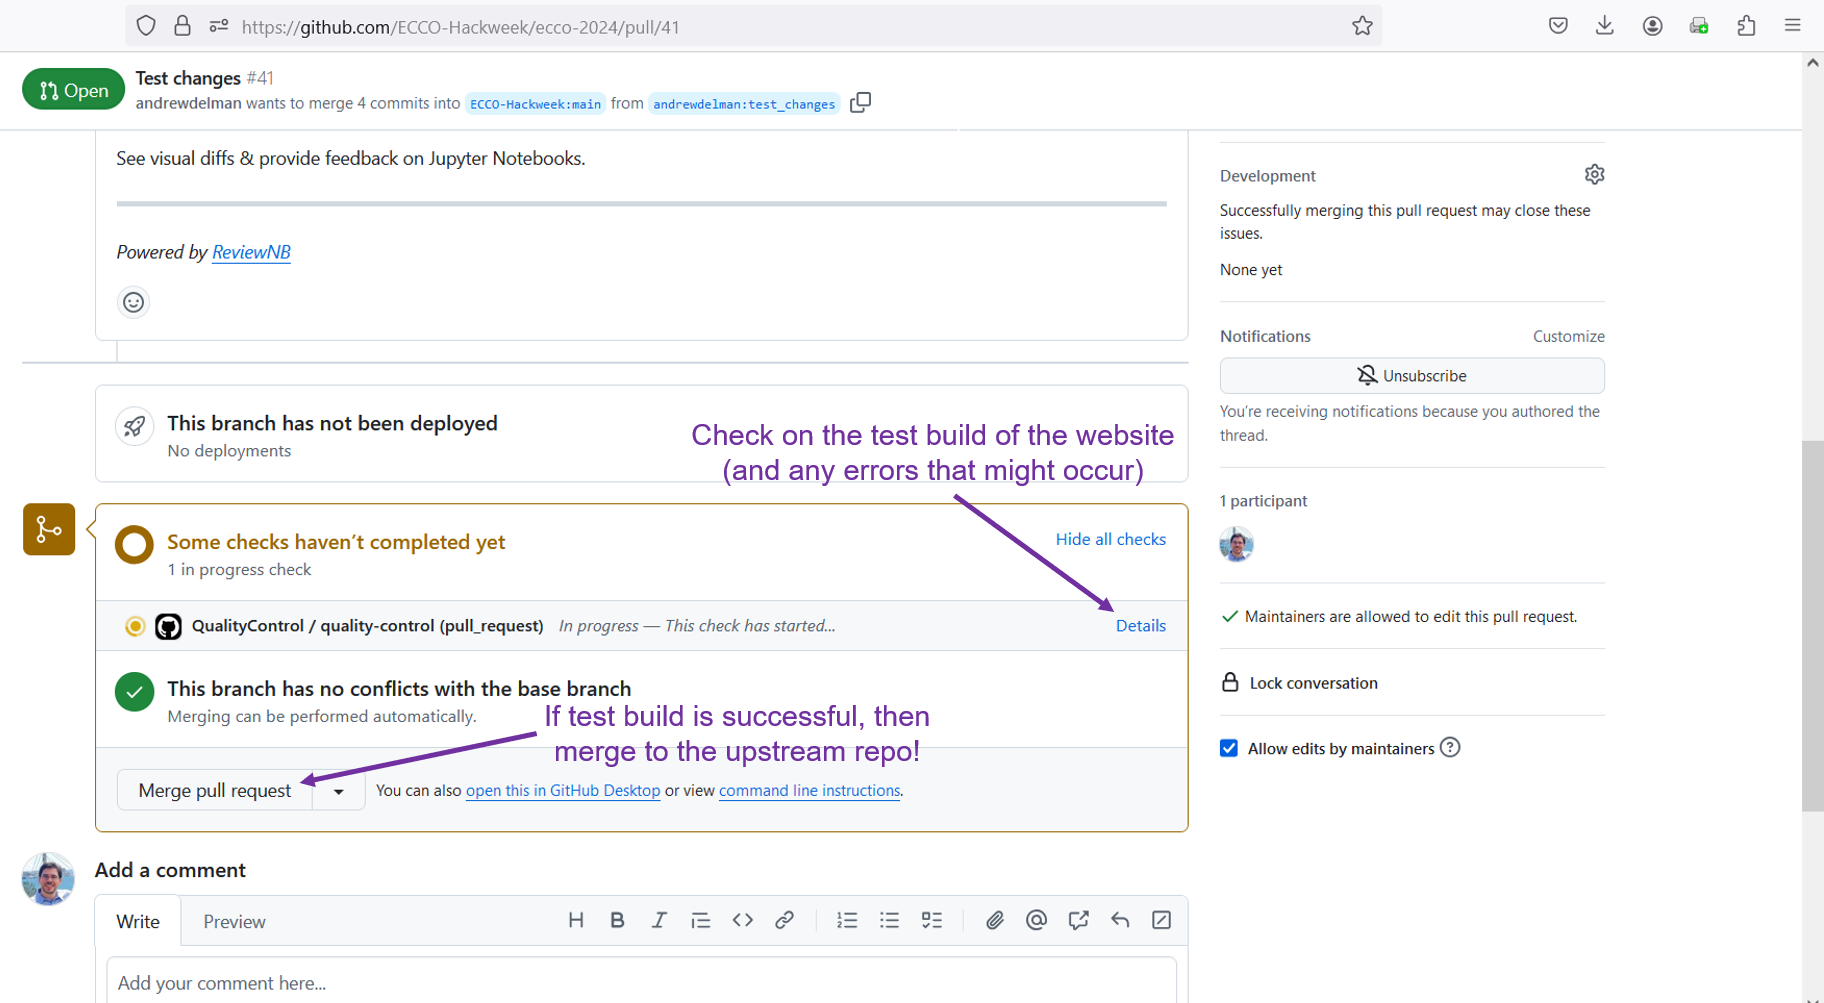 https://github.com/ECCO-Hackweek/ecco-2024/pull/41
Open
Test changes #41
andrewdelman wants to merge 4 commits into ECCO-Hackweek:main from andrewdelman:test_changes
See visual diffs & provide feedback on Jupyter Notebooks.
Powered by ReviewNB
This branch has not been deployed
No deployments
Check on the test build of the website
(and any errors that might occur)
Some checks haven’t completed yet
1 in progress check
Hide all checks
QualityControl / quality-control (pull_request) In progress — This check has started...
Details
This branch has no conflicts with the base branch
Merging can be performed automatically.
If test build is successful, then
merge to the upstream repo!
Merge pull request
You can also open this in GitHub Desktop or view command line instructions.
Add a comment
Write
Preview
Add your comment here...
Development
Successfully merging this pull request may close these
issues.
None yet
Notifications
Customize
Unsubscribe
You’re receiving notifications because you authored the
thread.
1 participant
Maintainers are allowed to edit this pull request.
Lock conversation
Allow edits by maintainers